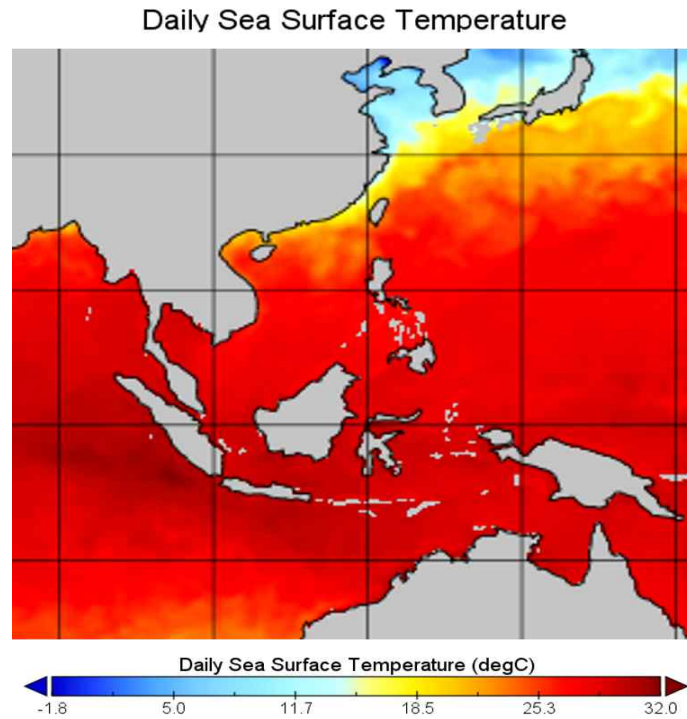 Daily Sea Surface Temperature
Daily Sea Surface Temperature (degC)
-1.8 5.0 11.7 18.5 25.3 32.0